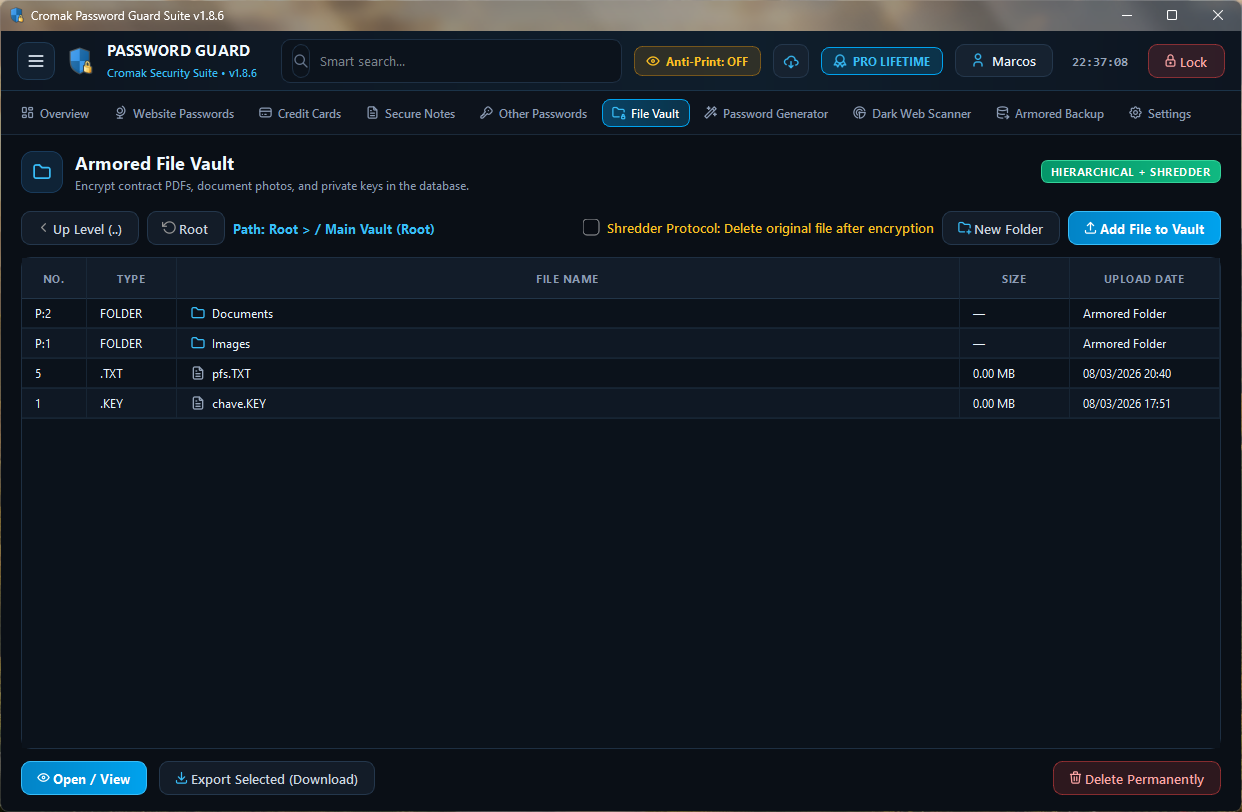 Cromak Password Guard Suite v1.8.6
PASSWORD GUARD
Cromak Security Suite • v1.8.6
Smart search...
Anti-Print: OFF
PRO LIFETIME
Marcos
22:37:08
Lock
Overview
Website Passwords
Credit Cards
Secure Notes
Other Passwords
File Vault
Password Generator
Dark Web Scanner
Armored Backup
Settings
Armored File Vault
Encrypt contract PDFs, document photos, and private keys in the database.
HIERARCHICAL + SHREDDER
Up Level (..)
Root
Path: Root > / Main Vault (Root)
Shredder Protocol: Delete original file after encryption
New Folder
Add File to Vault
NO. TYPE FILE NAME SIZE UPLOAD DATE
P:2 FOLDER Documents — Armored Folder
P:1 FOLDER Images — Armored Folder
5 .TXT pfs.TXT 0.00 MB 08/03/2026 20:40
1 .KEY chave.KEY 0.00 MB 08/03/2026 17:51
Open / View
Export Selected (Download)
Delete Permanently